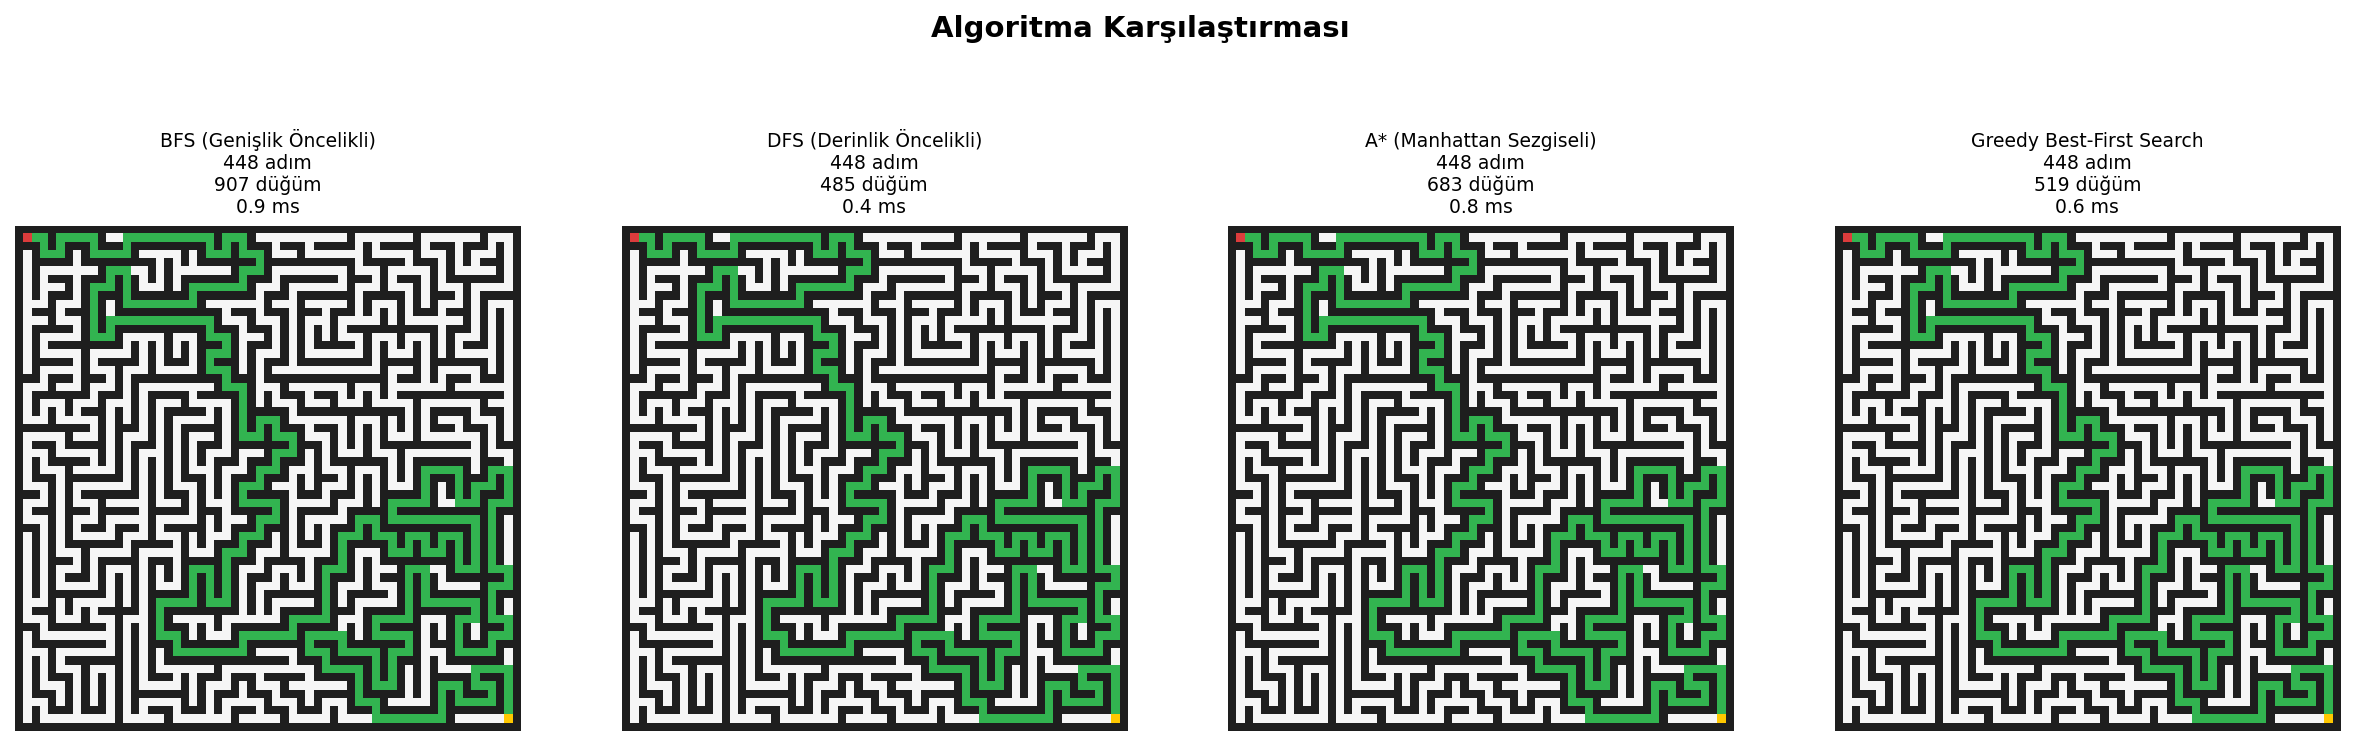 Algoritma Karşılaştırması
BFS (Genişlik Öncelikli)
448 adım
907 düğüm
0.9 ms
DFS (Derinlik Öncelikli)
448 adım
485 düğüm
0.4 ms
A* (Manhattan Sezgiseli)
448 adım
683 düğüm
0.8 ms
Greedy Best-First Search
448 adım
519 düğüm
0.6 ms